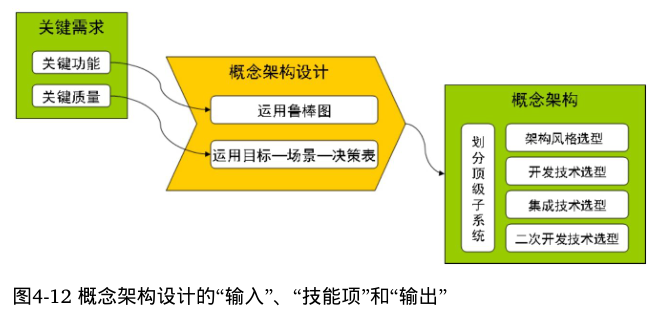 关键需求
关键功能
关键质量
概念架构设计
运用鲁棒图
运用目标—场景—决策表
概念架构
划分顶级子系统
架构风格选型
开发技术选型
集成技术选型
二次开发技术选型
图4-12 概念架构设计的“输入”、“技能项”和“输出”